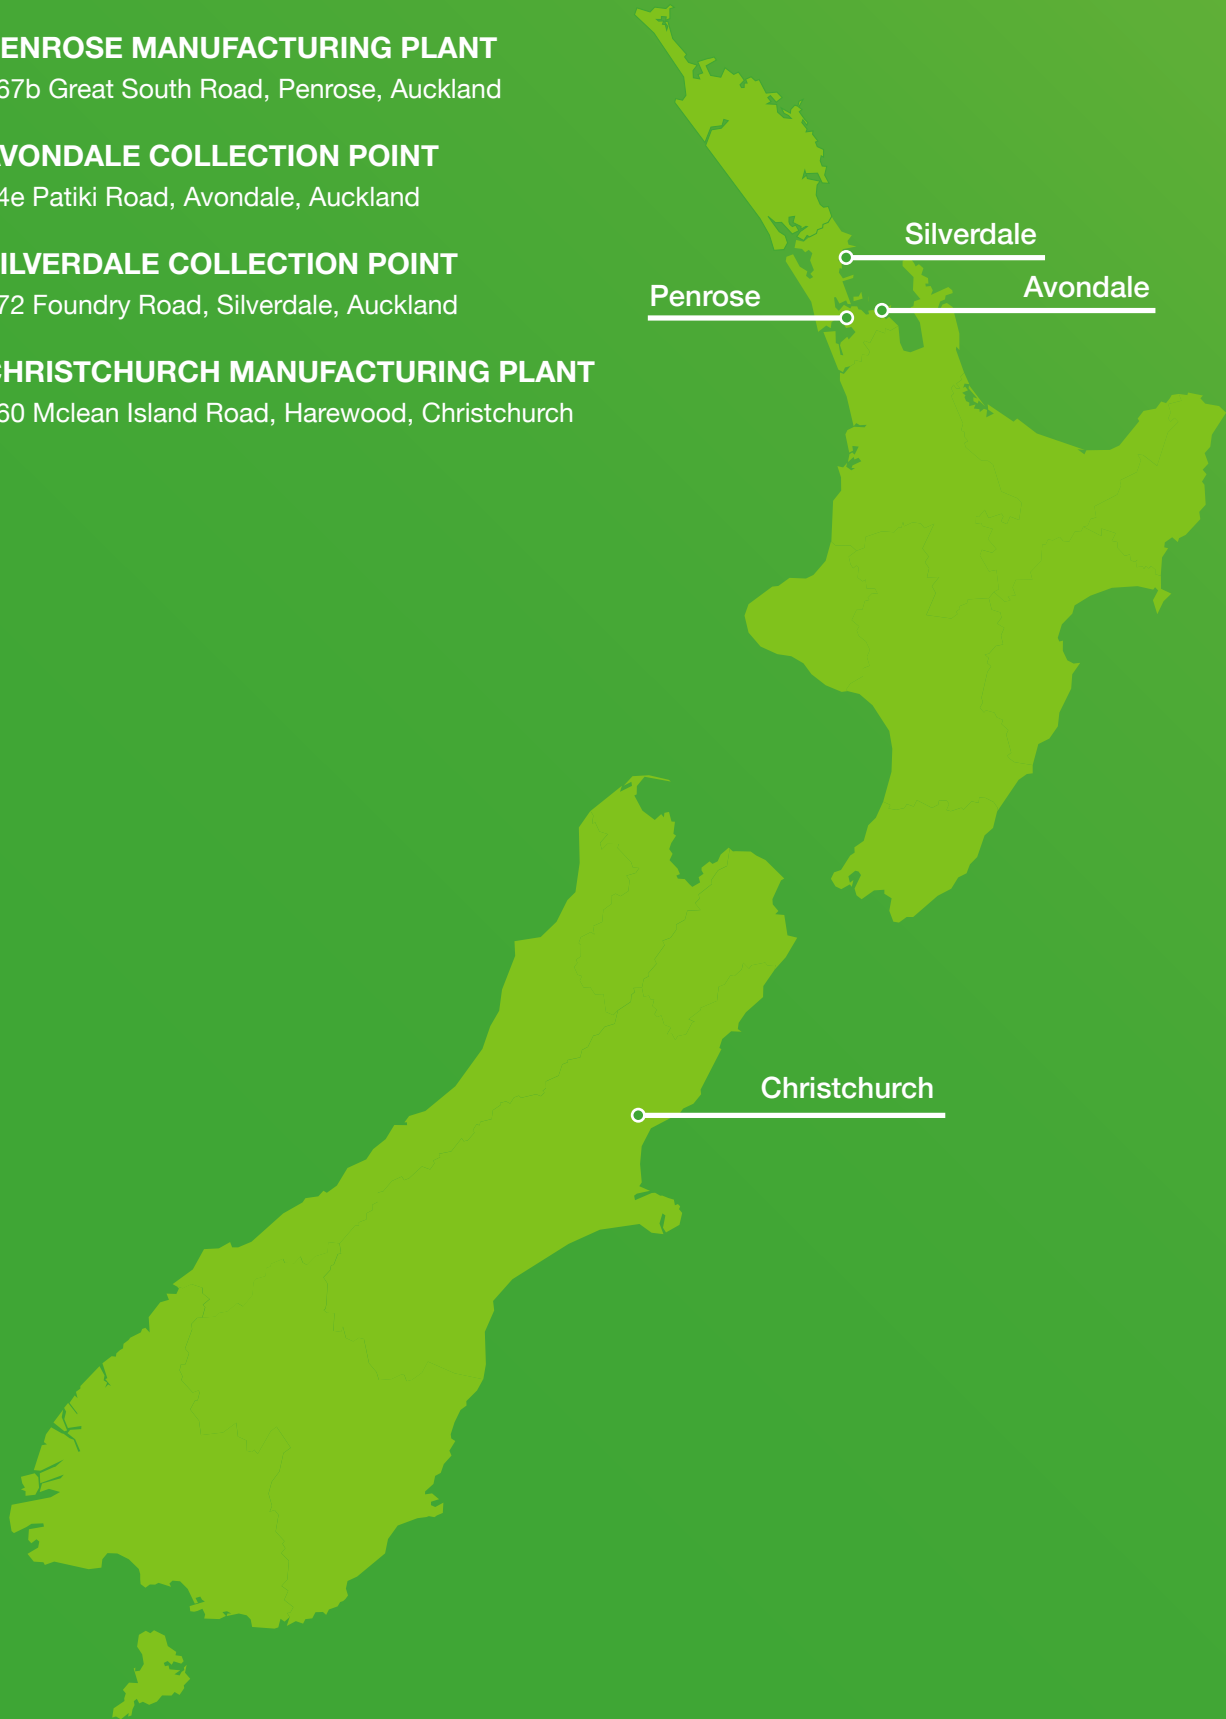 ENROSE MANUFACTURING PLANT
67b Great South Road, Penrose, Auckland
VONDALE COLLECTION POINT
4e Patiki Road, Avondale, Auckland
ILVERDALE COLLECTION POINT
72 Foundry Road, Silverdale, Auckland
CHRISTCHURCH MANUFACTURING PLANT
60 Mclean Island Road, Harewood, Christchurch
Silverdale
Avondale
Penrose
Christchurch